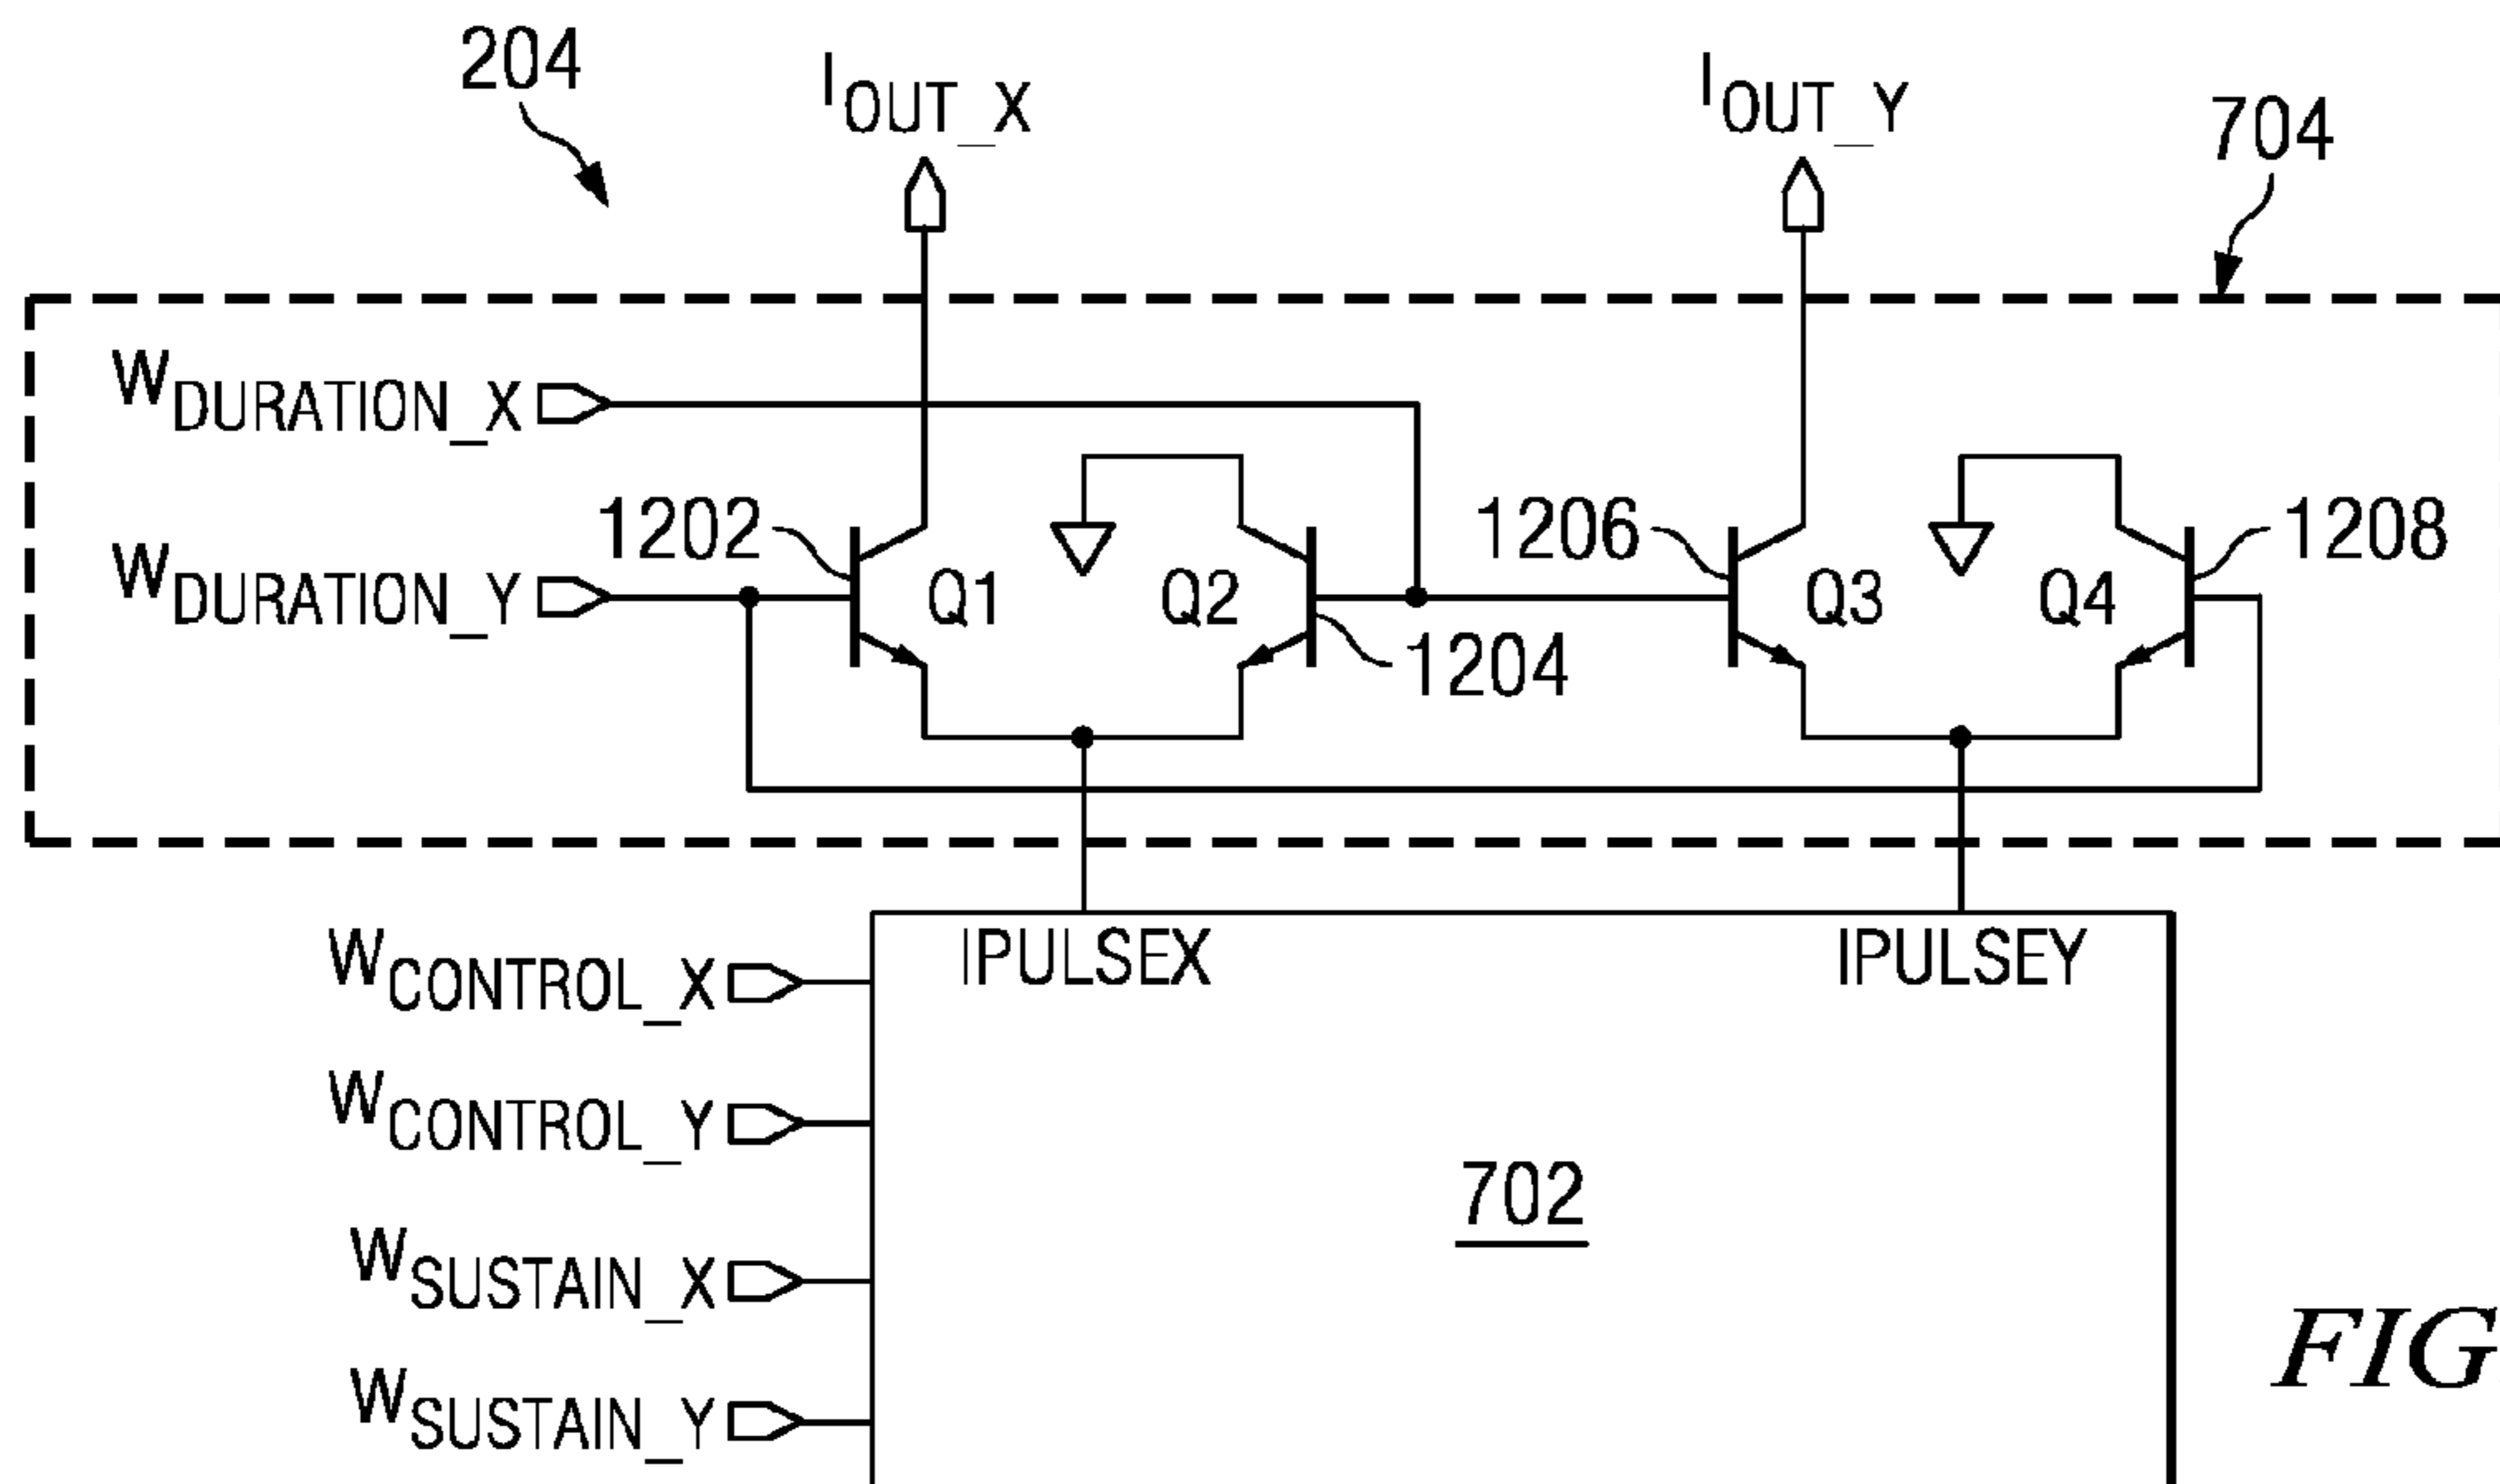 204
IOUT_X
IOUT_Y
704
WDURATION_X
WDURATION_Y
1202
Q1
Q2
1204
1206
Q3
Q4
1208
IPULSEX
IPULSEY
WCONTROL_X
WCONTROL_Y
702
WSUSTAIN_X
WSUSTAIN_Y
FIG